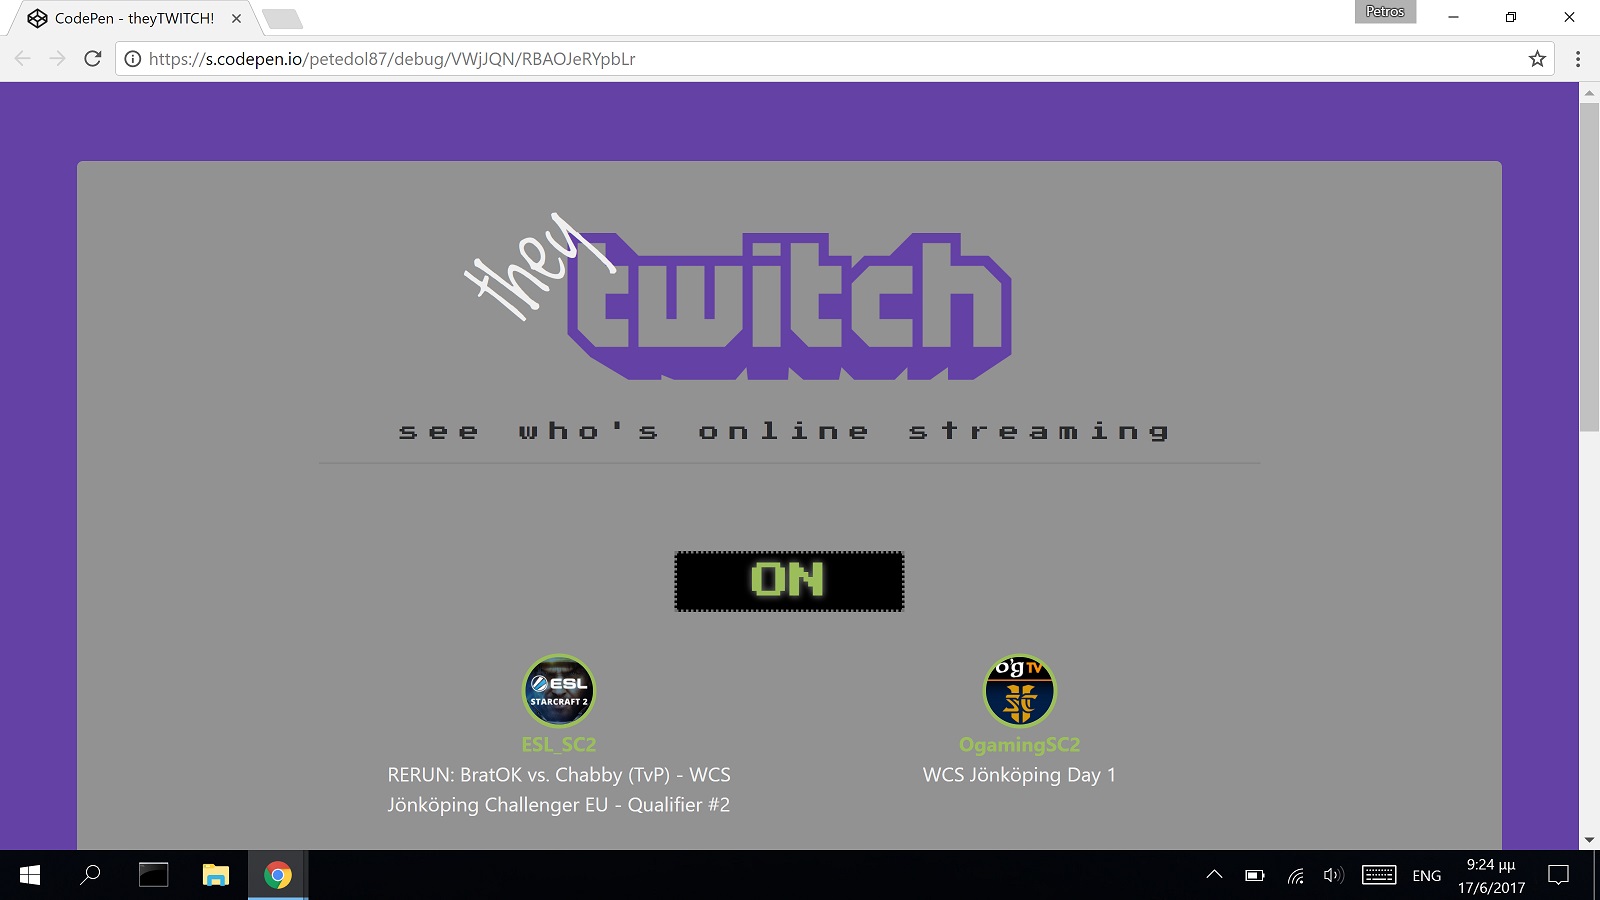 CodePen - theyTWITCH!
Petros
https://s.codepen.io/petedol87/debug/VWjJQN/RBAOJeRYpbLr
they
twitch
see who's online streaming
ON
ESL
STARCRAFT 2
ESL_SC2
RERUN: BratOK vs. Chabby (TvP) - WCS
Jönköping Challenger EU - Qualifier #2
O'g TV
SC
OgamingSC2
WCS Jönköping Day 1
ENG
9:24 μμ
17/6/2017